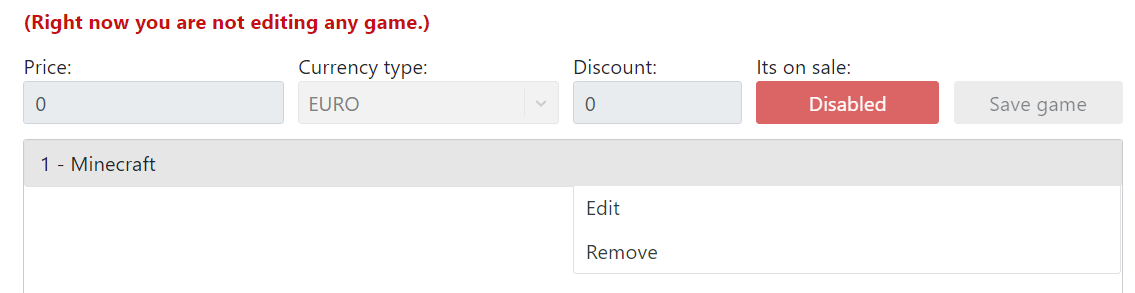 (Right now you are not editing any game.)
Price: Currency type: Discount: Its on sale:
0 EURO 0 Disabled Save game
1 - Minecraft
Edit
Remove